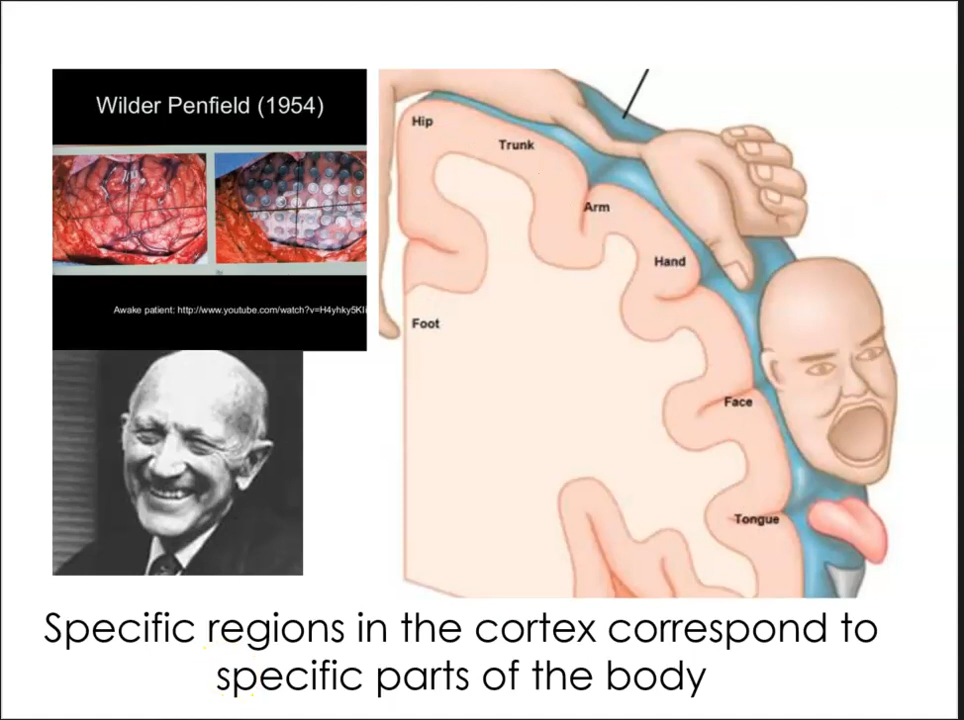 Wilder Penfield (1954)
Awake patient: http://www.youtube.com/watch?v=H4yhky5KI
Hip
Trunk
Arm
Hand
Foot
Face
Tongue
Specific regions in the cortex correspond to
specific parts of the body